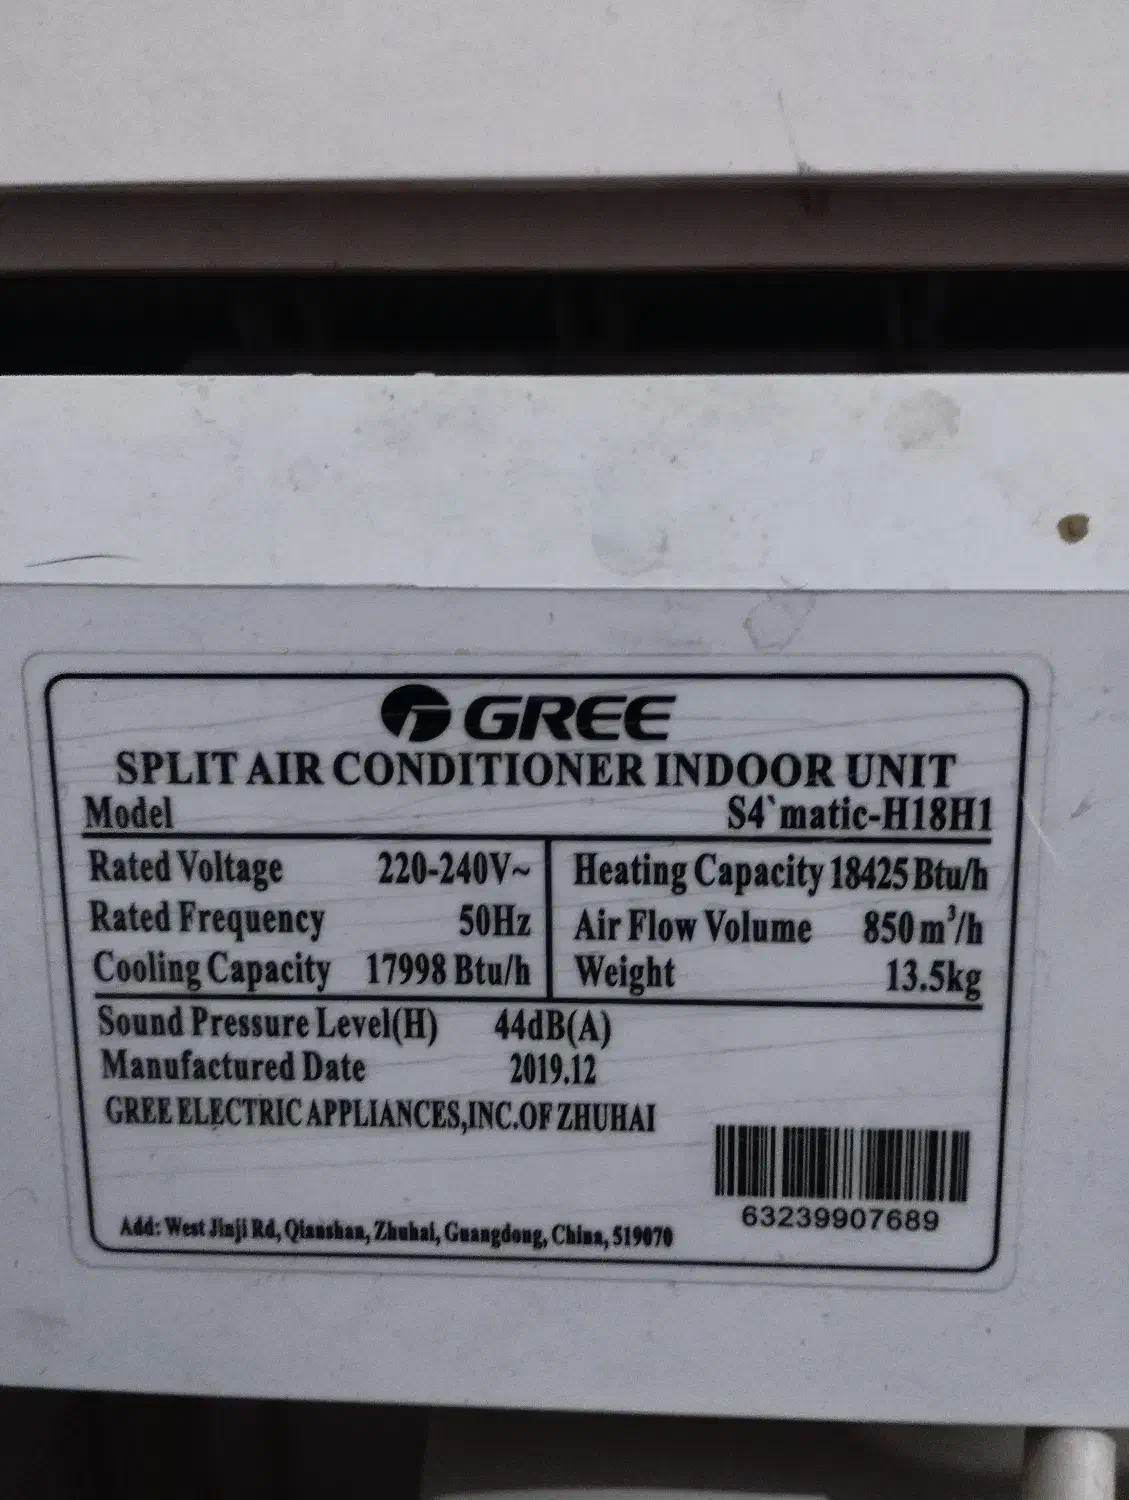 GREE
SPLIT AIR CONDITIONER INDOOR UNIT
Model S4`matic-H18H1
Rated Voltage 220-240V~
Rated Frequency 50Hz
Cooling Capacity 17998 Btu/h
Heating Capacity 18425 Btu/h
Air Flow Volume 850 m³/h
Weight 13.5kg
Sound Pressure Level(H) 44dB(A)
Manufactured Date 2019.12
GREE ELECTRIC APPLIANCES,INC.OF ZHUHAI
63239907689
Add: West Jinji Rd, Qianshan, Zhuhai, Guangdong, China, 519070